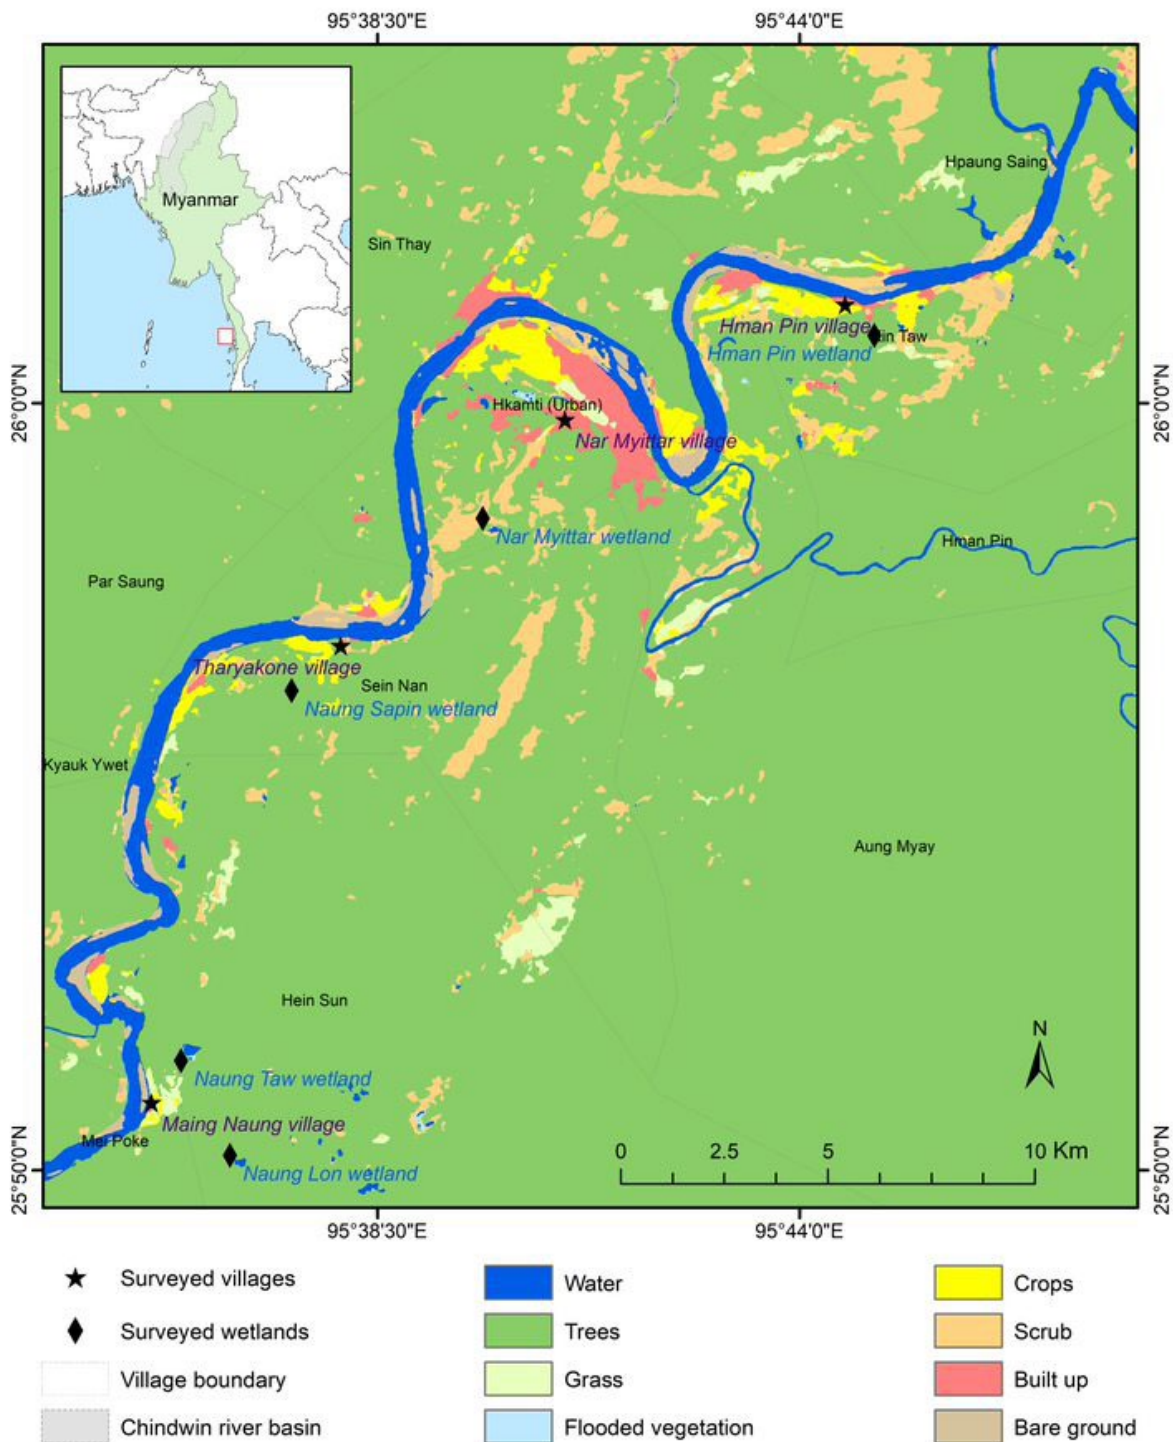 95°38'30"E
95°44'0"E
Myanmar
Hpaung Saing
Sin Thay
Hman Pin village
Hman Pin wetland
26°0'0"N
26°0'0"N
Hkamti (Urban)
Nar Myittar village
Nar Myittar wetland
Hman Pin
Par Saung
Tharyakone village
Sein Nan
Naung Sapin wetland
Kyauk Ywet
Aung Myay
Hein Sun
N
Naung Taw wetland
Maing Naung village
Mei Poke
Naung Lon wetland
0 2.5 5 10 Km
25°50'0"N
25°50'0"N
95°38'30"E
95°44'0"E
Surveyed villages
Surveyed wetlands
Village boundary
Chindwin river basin
Water
Trees
Grass
Flooded vegetation
Crops
Scrub
Built up
Bare ground